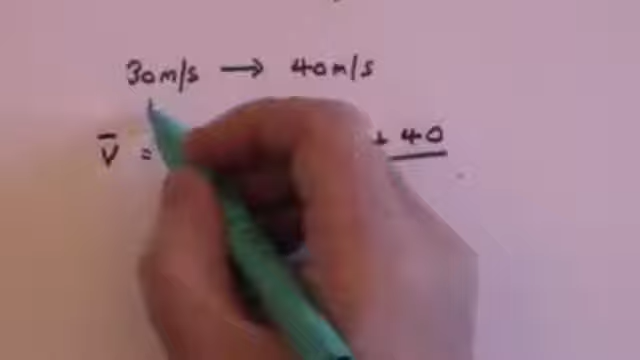 30m/s → 40m/s
V̄ = + 40